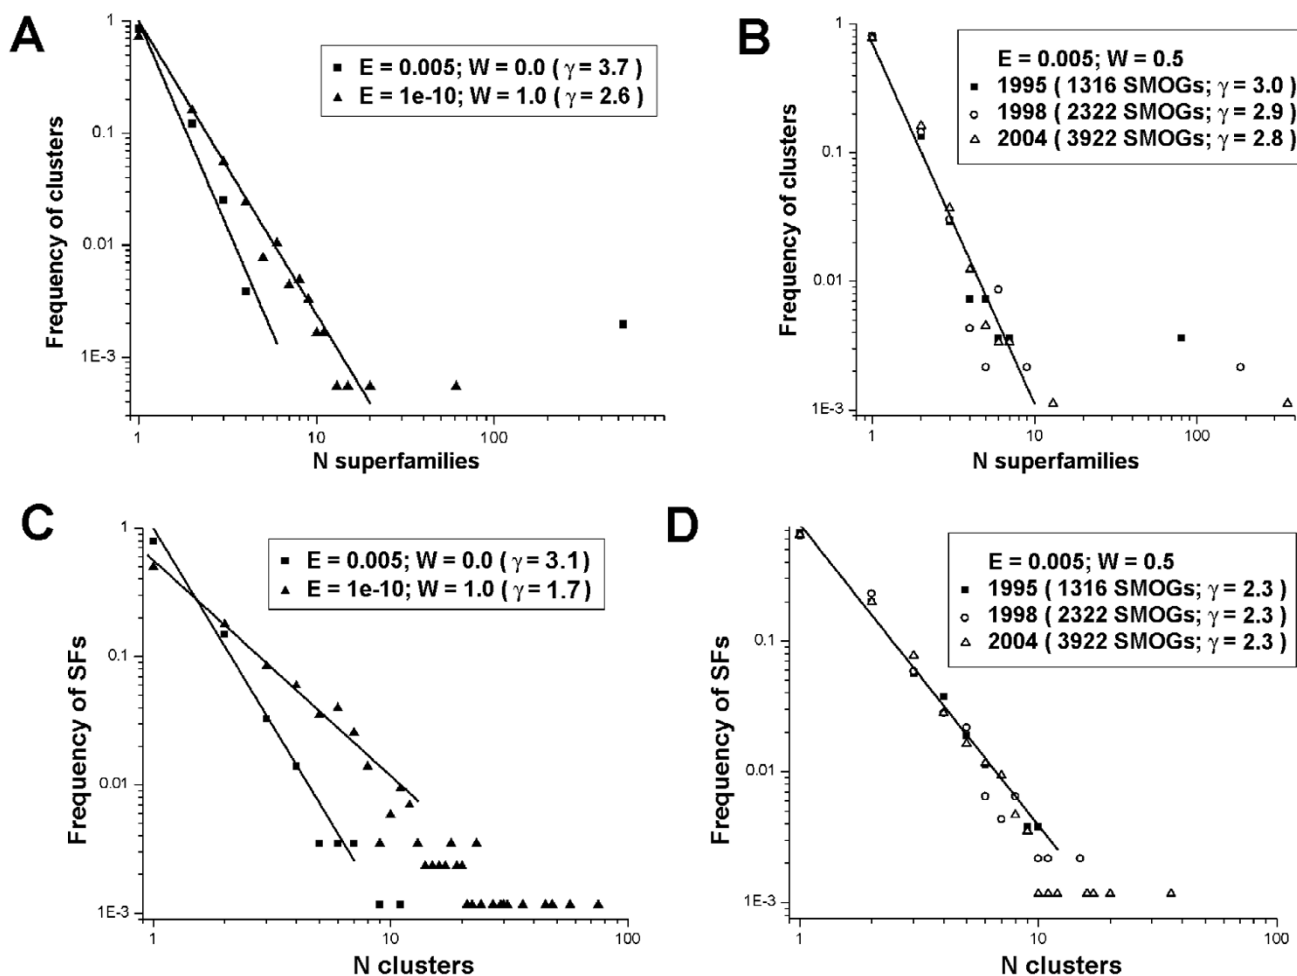 A
E = 0.005; W = 0.0 ( γ = 3.7 )
E = 1e-10; W = 1.0 ( γ = 2.6 )
Frequency of clusters
1
0.1
0.01
1E-3
1
10
100
N superfamilies
B
E = 0.005; W = 0.5
1995 ( 1316 SMOGs; γ = 3.0 )
1998 ( 2322 SMOGs; γ = 2.9 )
2004 ( 3922 SMOGs; γ = 2.8 )
Frequency of clusters
1
0.1
0.01
1E-3
1
10
100
N superfamilies
C
E = 0.005; W = 0.0 ( γ = 3.1 )
E = 1e-10; W = 1.0 ( γ = 1.7 )
Frequency of SFs
1
0.1
0.01
1E-3
1
10
100
N clusters
D
E = 0.005; W = 0.5
1995 ( 1316 SMOGs; γ = 2.3 )
1998 ( 2322 SMOGs; γ = 2.3 )
2004 ( 3922 SMOGs; γ = 2.3 )
Frequency of SFs
0.1
0.01
1E-3
1
10
100
N clusters